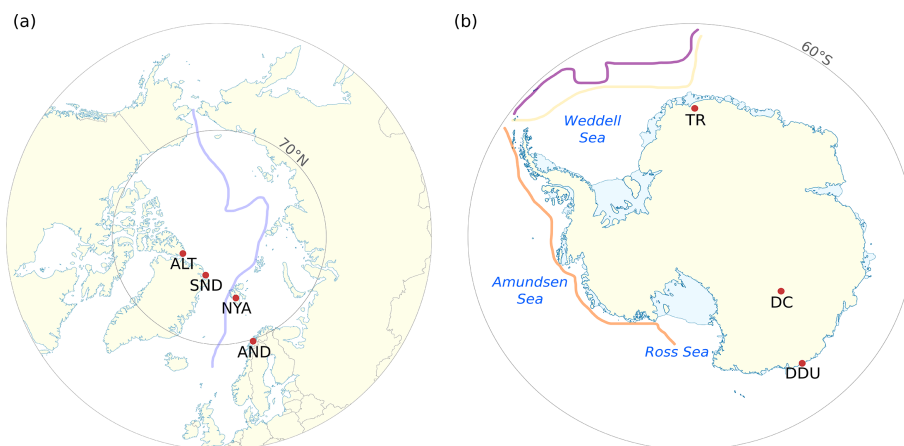 (a)
70°N
ALT
SND
NYA
AND
(b)
60°S
Weddell
Sea
TR
Amundsen
Sea
DC
Ross Sea
DDU